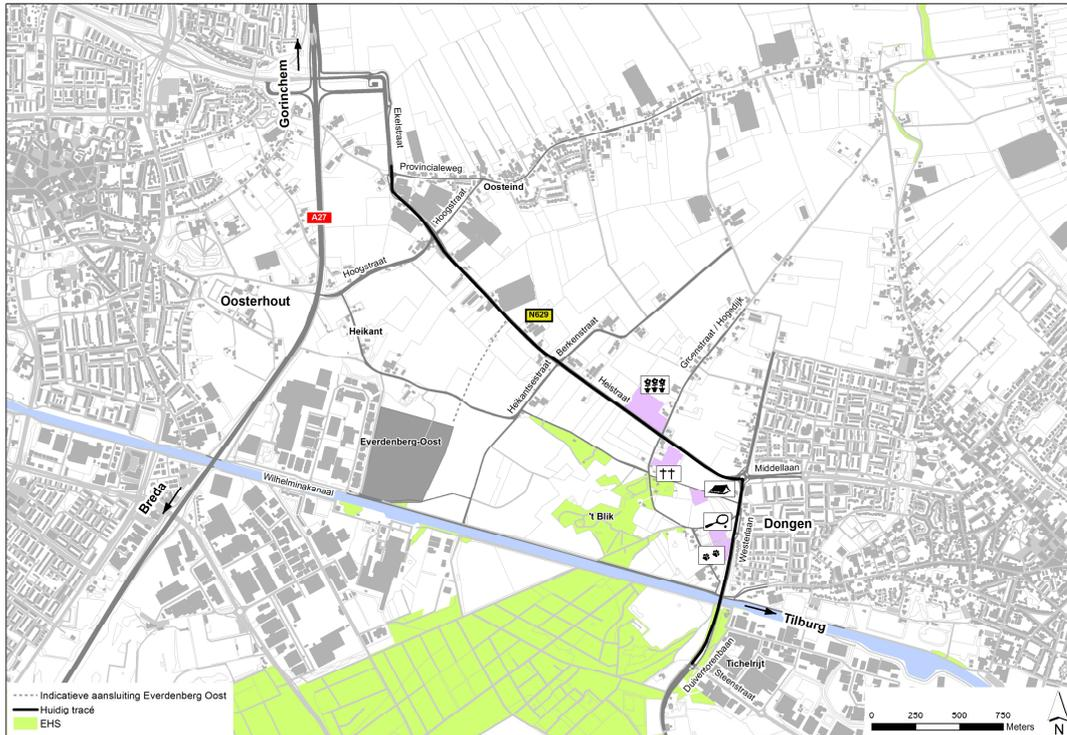 Gorinchem
Ekelstraat
Provincialeweg
Oosteind
Hoogstraat
A27
Hoogstraat
Oosterhout
N629
Heikant
Berkenstraat
Groenstraat / Hogedijk
Heikantsestraat
Heistraat
Everdenberg-Oost
Middellaan
Wilhelminakanaal
Breda
't Blik
Dongen
Westerlaan
Tilburg
Tichelrijt
Duiventorenbaan
Steenstraat
Indicatieve aansluiting Everdenberg Oost
Huidig tracé
EHS
0 250 500 750
Meters
N